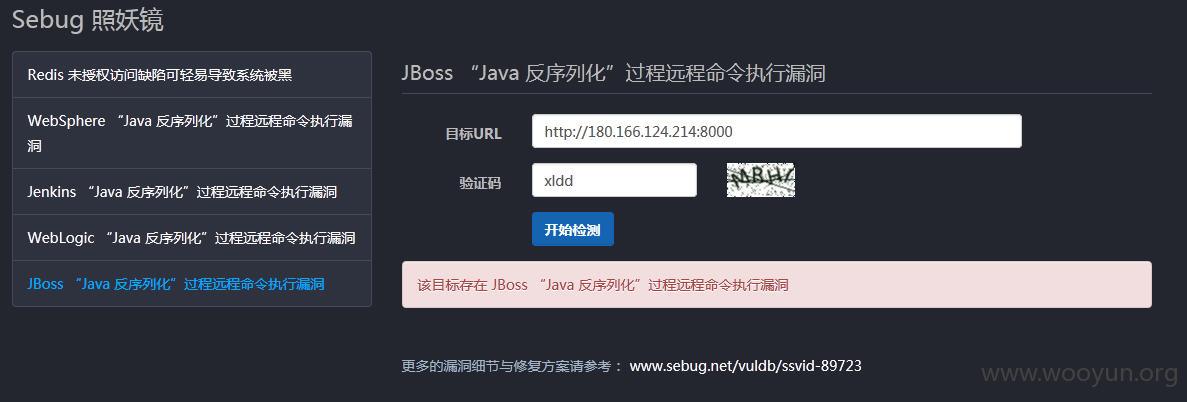 Sebug 照妖镜
Redis 未授权访问缺陷可轻易导致系统被黑
WebSphere “Java 反序列化”过程远程命令执行漏
洞
Jenkins “Java 反序列化”过程远程命令执行漏洞
WebLogic “Java 反序列化”过程远程命令执行漏洞
JBoss “Java 反序列化”过程远程命令执行漏洞
JBoss “Java 反序列化”过程远程命令执行漏洞
目标URL http://180.166.124.214:8000
验证码 xldd
开始检测
该目标存在 JBoss “Java 反序列化”过程远程命令执行漏洞
更多的漏洞细节与修复方案请参考： www.sebug.net/vuldb/ssvid-89723
www.wooyun.org